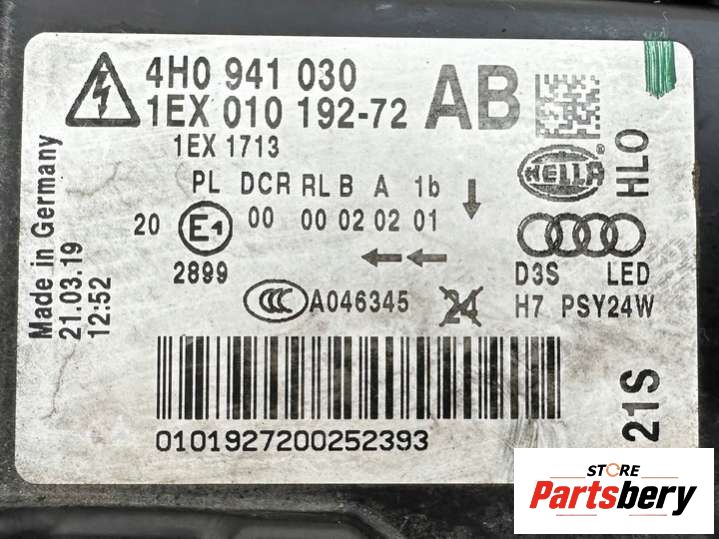 4H0 941 030
1EX 010 192-72 AB
1EX 1713
PL DCR RL B A 1b
20 E1 00 00 02 02 01
2899
CCC A046345
24
HELLA
HLO
D3S LED
H7 PSY24W
Made in Germany
21.03.19
12:52
0101927200252393
21S
STORE
Partsbery